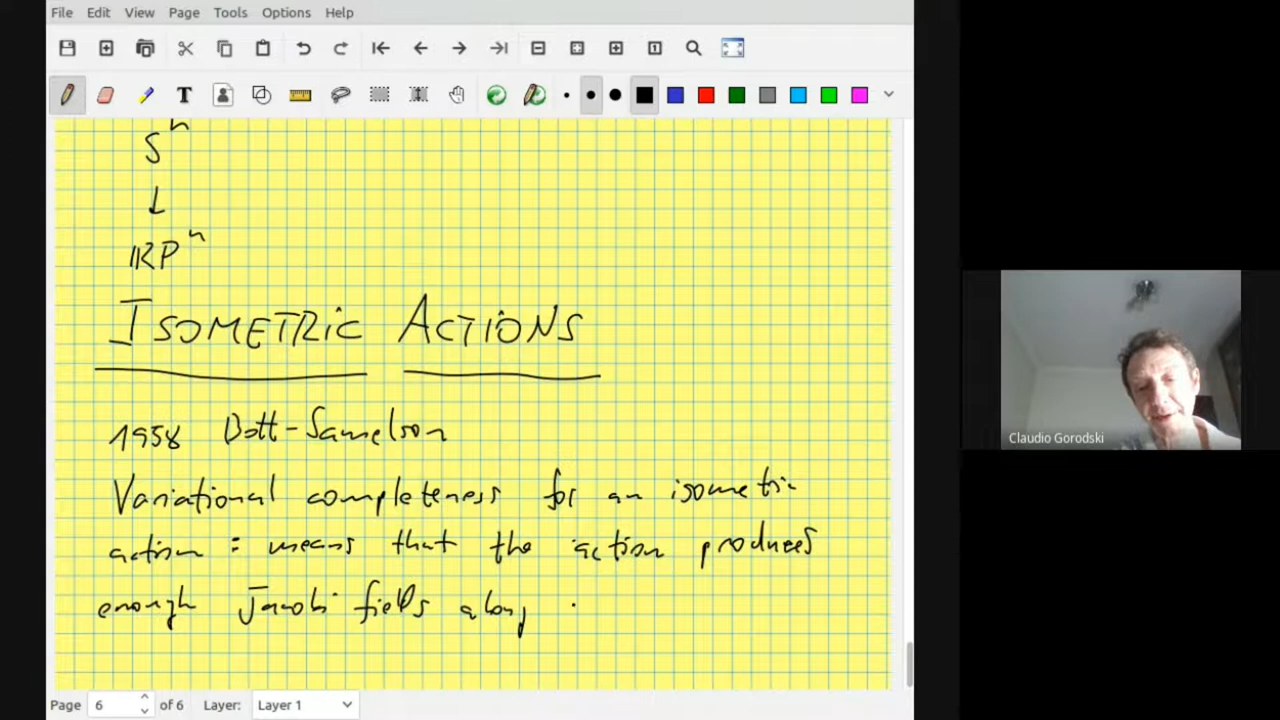 File Edit View Page Tools Options Help
S^n
↓
RP^n
ISOMETRIC ACTIONS
1958 Bott-Samelson
Variational completeness for an isometric
action : means that the action produces
enough Jacobi fields along
Claudio Gorodski
Page 6 of 6 Layer: Layer 1